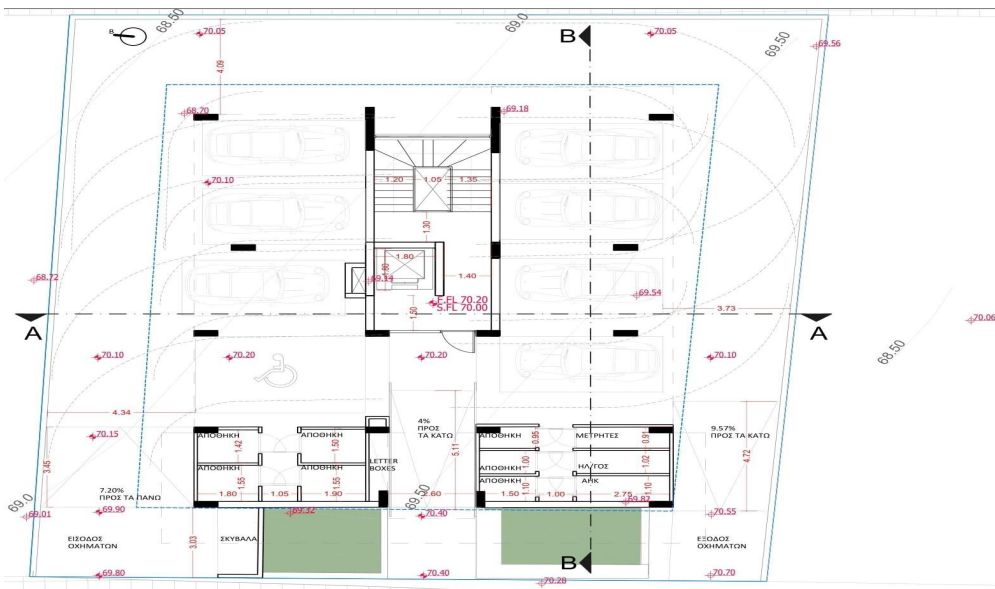 68.50
69.0
70.05
B
B
70.05
69.50
69.56
4.09
68.70
69.18
70.10
1.20
1.05
1.35
1.30
1.80
1.80
1.40
68.72
69.14
F.FL 70.20
S.FL 70.00
69.54
3.73
1.50
70.06
A
A
68.50
70.10
70.20
70.20
70.10
4.34
4%
ΠΡΟΣ
ΤΑ ΚΑΤΩ
9.57%
ΠΡΟΣ ΤΑ ΚΑΤΩ
70.15
ΑΠΟΘΗΚΗ
ΑΠΟΘΗΚΗ
ΑΠΟΘΗΚΗ
0.95
ΜΕΤΡΗΤΕΣ
0.91
1.42
1.50
5.11
4.72
3.45
LETTER
BOXES
ΑΠΟΘΗΚΗ
ΑΠΟΘΗΚΗ
ΑΠΟΘΗΚΗ
1.00
ΗΛ/ΓΟΣ
1.02
1.55
1.55
1.10
ΑΗΚ
1.10
7.20%
ΠΡΟΣ ΤΑ ΠΑΝΩ
1.80
1.05
1.90
2.60
1.50
1.00
2.75
69.0
69.50
69.82
69.01
69.90
69.32
70.40
70.55
ΕΙΣΟΔΟΣ
ΟΧΗΜΑΤΩΝ
3.03
ΣΚΥΒΑΛΑ
ΕΞΟΔΟΣ
ΟΧΗΜΑΤΩΝ
B
69.80
70.40
70.28
70.70